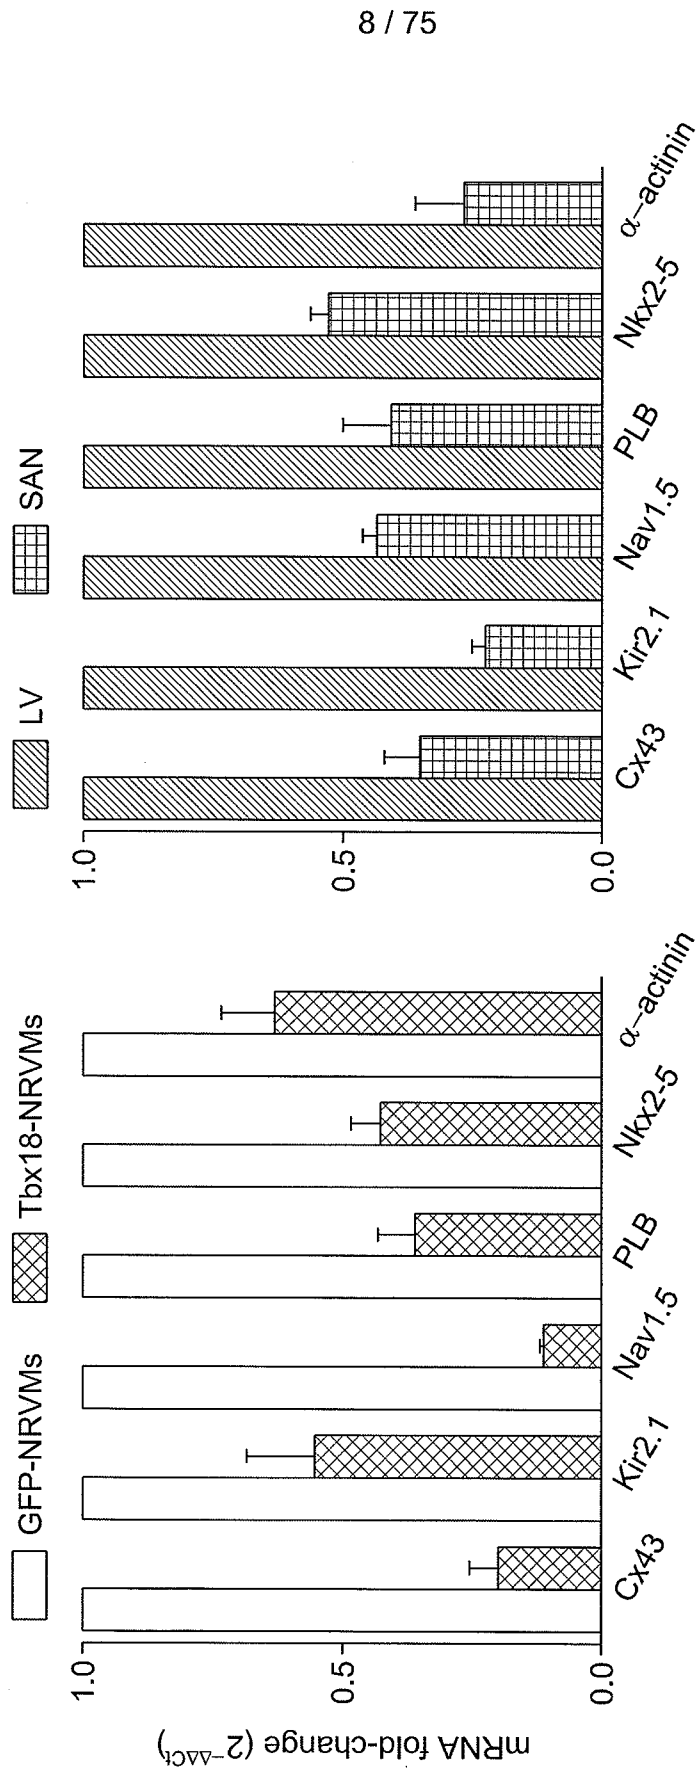 8 / 75
GFP-NRVMs
Tbx18-NRVMs
mRNA fold-change (2^−ΔΔCt)
1.0
0.5
0.0
Cx43
Kir2.1
Nav1.5
PLB
Nkx2-5
α–actinin
LV
SAN
1.0
0.5
0.0
Cx43
Kir2.1
Nav1.5
PLB
Nkx2-5
α–actinin